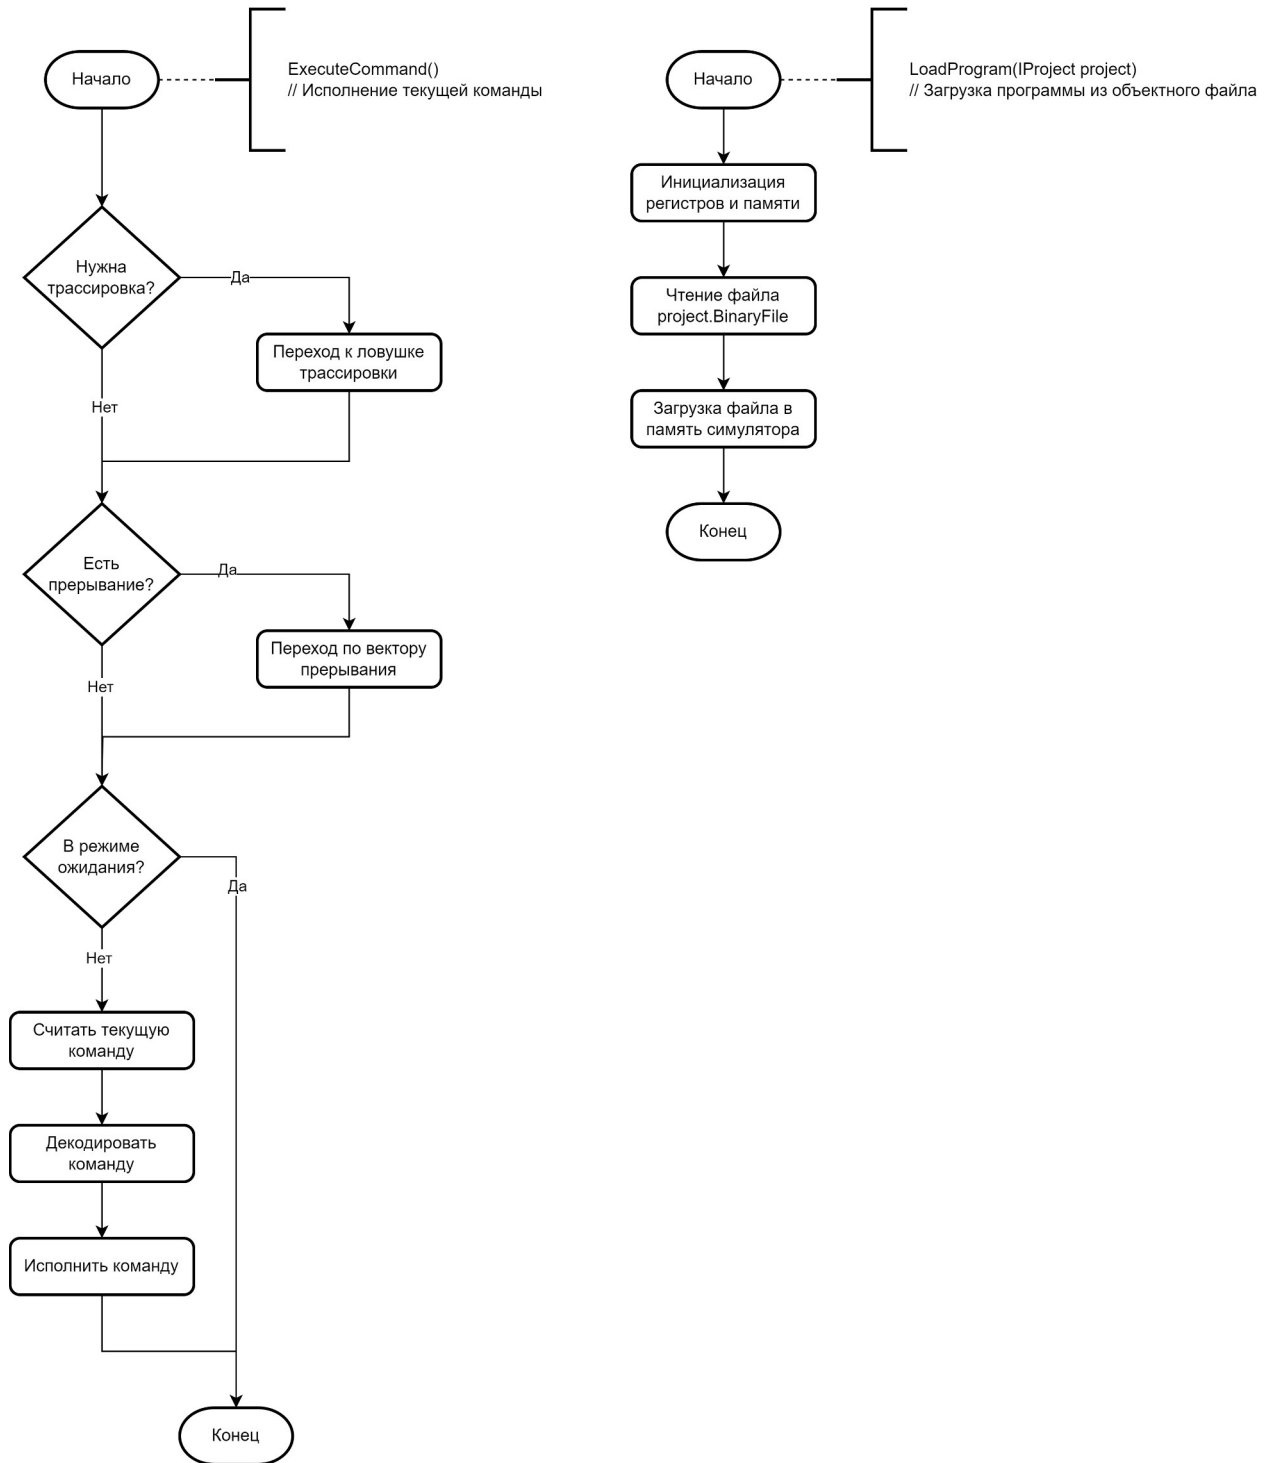 Начало
ExecuteCommand()
// Исполнение текущей команды
Нужна
трассировка?
Да
Переход к ловушке
трассировки
Нет
Есть
прерывание?
Да
Переход по вектору
прерывания
Нет
В режиме
ожидания?
Да
Нет
Считать текущую
команду
Декодировать
команду
Исполнить команду
Конец
Начало
LoadProgram(IProject project)
// Загрузка программы из объектного файла
Инициализация
регистров и памяти
Чтение файла
project.BinaryFile
Загрузка файла в
память симулятора
Конец